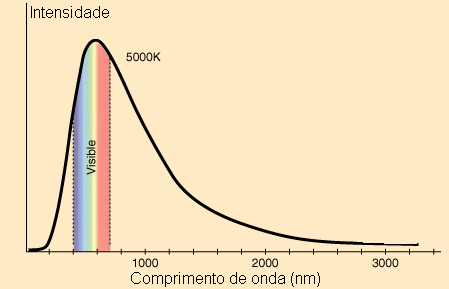 Intensidade
5000K
Visible
1000
2000
3000
Comprimento de onda (nm)